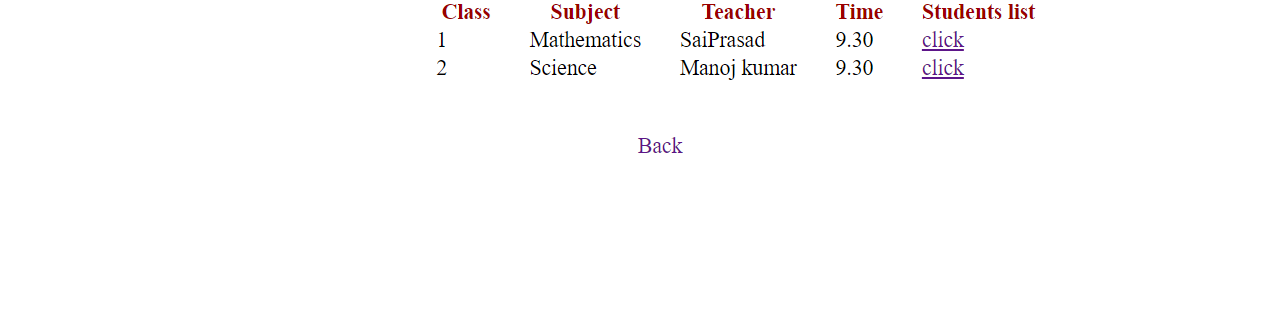 Class Subject Teacher Time Students list
1 Mathematics SaiPrasad 9.30 click
2 Science Manoj kumar 9.30 click
Back